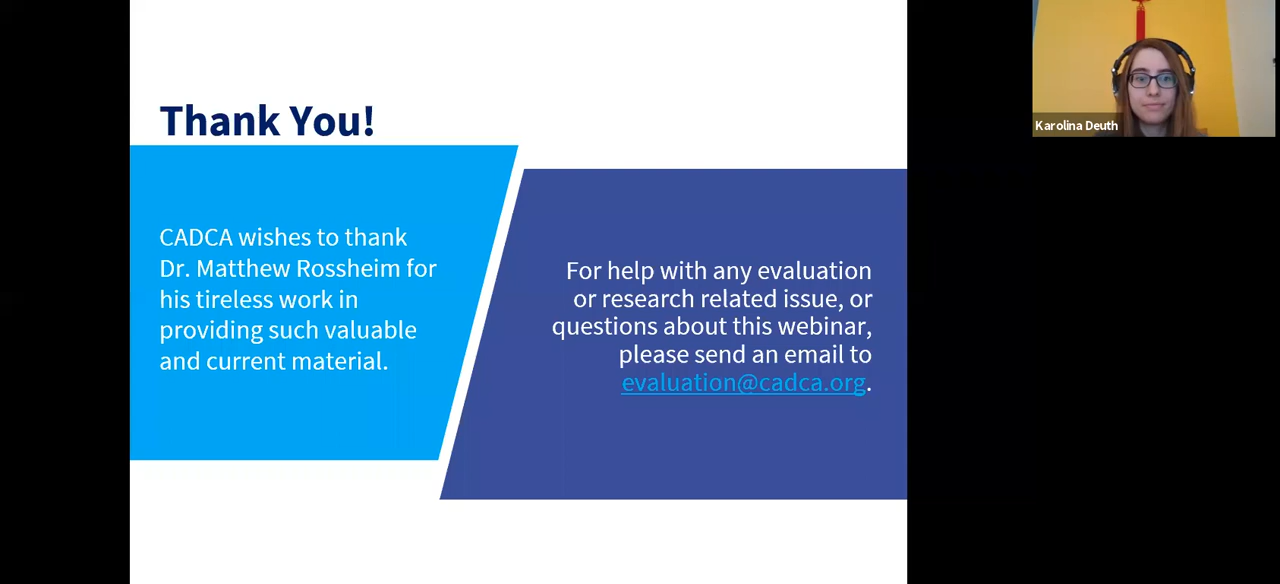 Thank You!
CADCA wishes to thank
Dr. Matthew Rossheim for
his tireless work in
providing such valuable
and current material.
For help with any evaluation
or research related issue, or
questions about this webinar,
please send an email to
evaluation@cadca.org.
Karolina Deuth